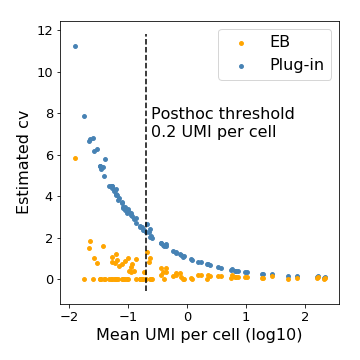 EB
Plug-in
Posthoc threshold
0.2 UMI per cell
Estimated cv
12
10
8
6
4
2
0
−2 −1 0 1 2
Mean UMI per cell (log10)